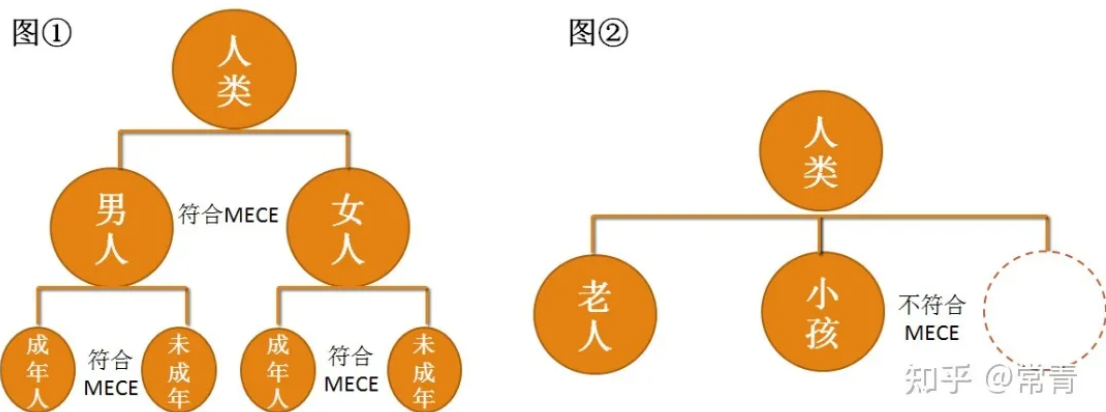 图①
人类
男人
符合MECE
女人
成年人
符合
MECE
未成年
成年人
符合
MECE
未成年
图②
人类
老人
小孩
不符合
MECE
知乎 @常青